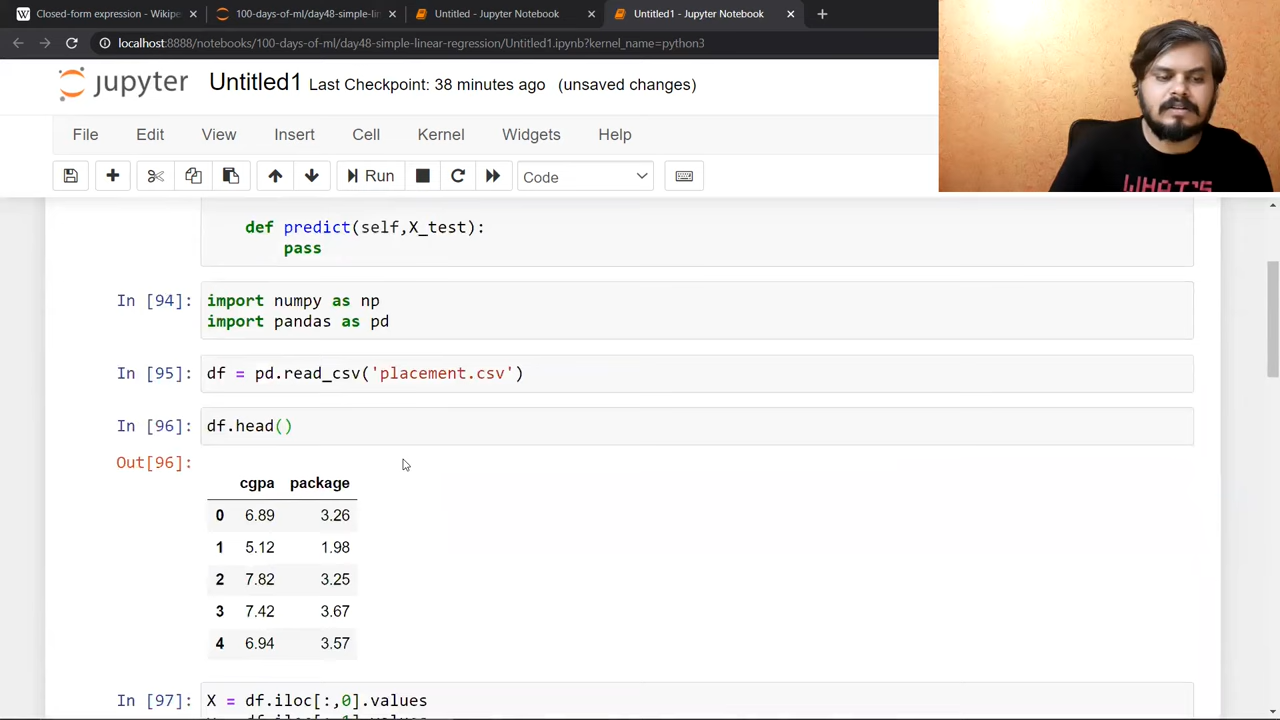 Closed-form expression - Wikipe
100-days-of-ml/day48-simple-lin
Untitled - Jupyter Notebook
Untitled1 - Jupyter Notebook
localhost:8888/notebooks/100-days-of-ml/day48-simple-linear-regression/Untitled1.ipynb?kernel_name=python3
jupyter Untitled1 Last Checkpoint: 38 minutes ago (unsaved changes)
File Edit View Insert Cell Kernel Widgets Help
Run Code
WHAT'S
def predict(self,X_test):
pass
In [94]: import numpy as np
import pandas as pd
In [95]: df = pd.read_csv('placement.csv')
In [96]: df.head()
Out[96]:
cgpa package
0 6.89 3.26
1 5.12 1.98
2 7.82 3.25
3 7.42 3.67
4 6.94 3.57
In [97]: X = df.iloc[:,0].values